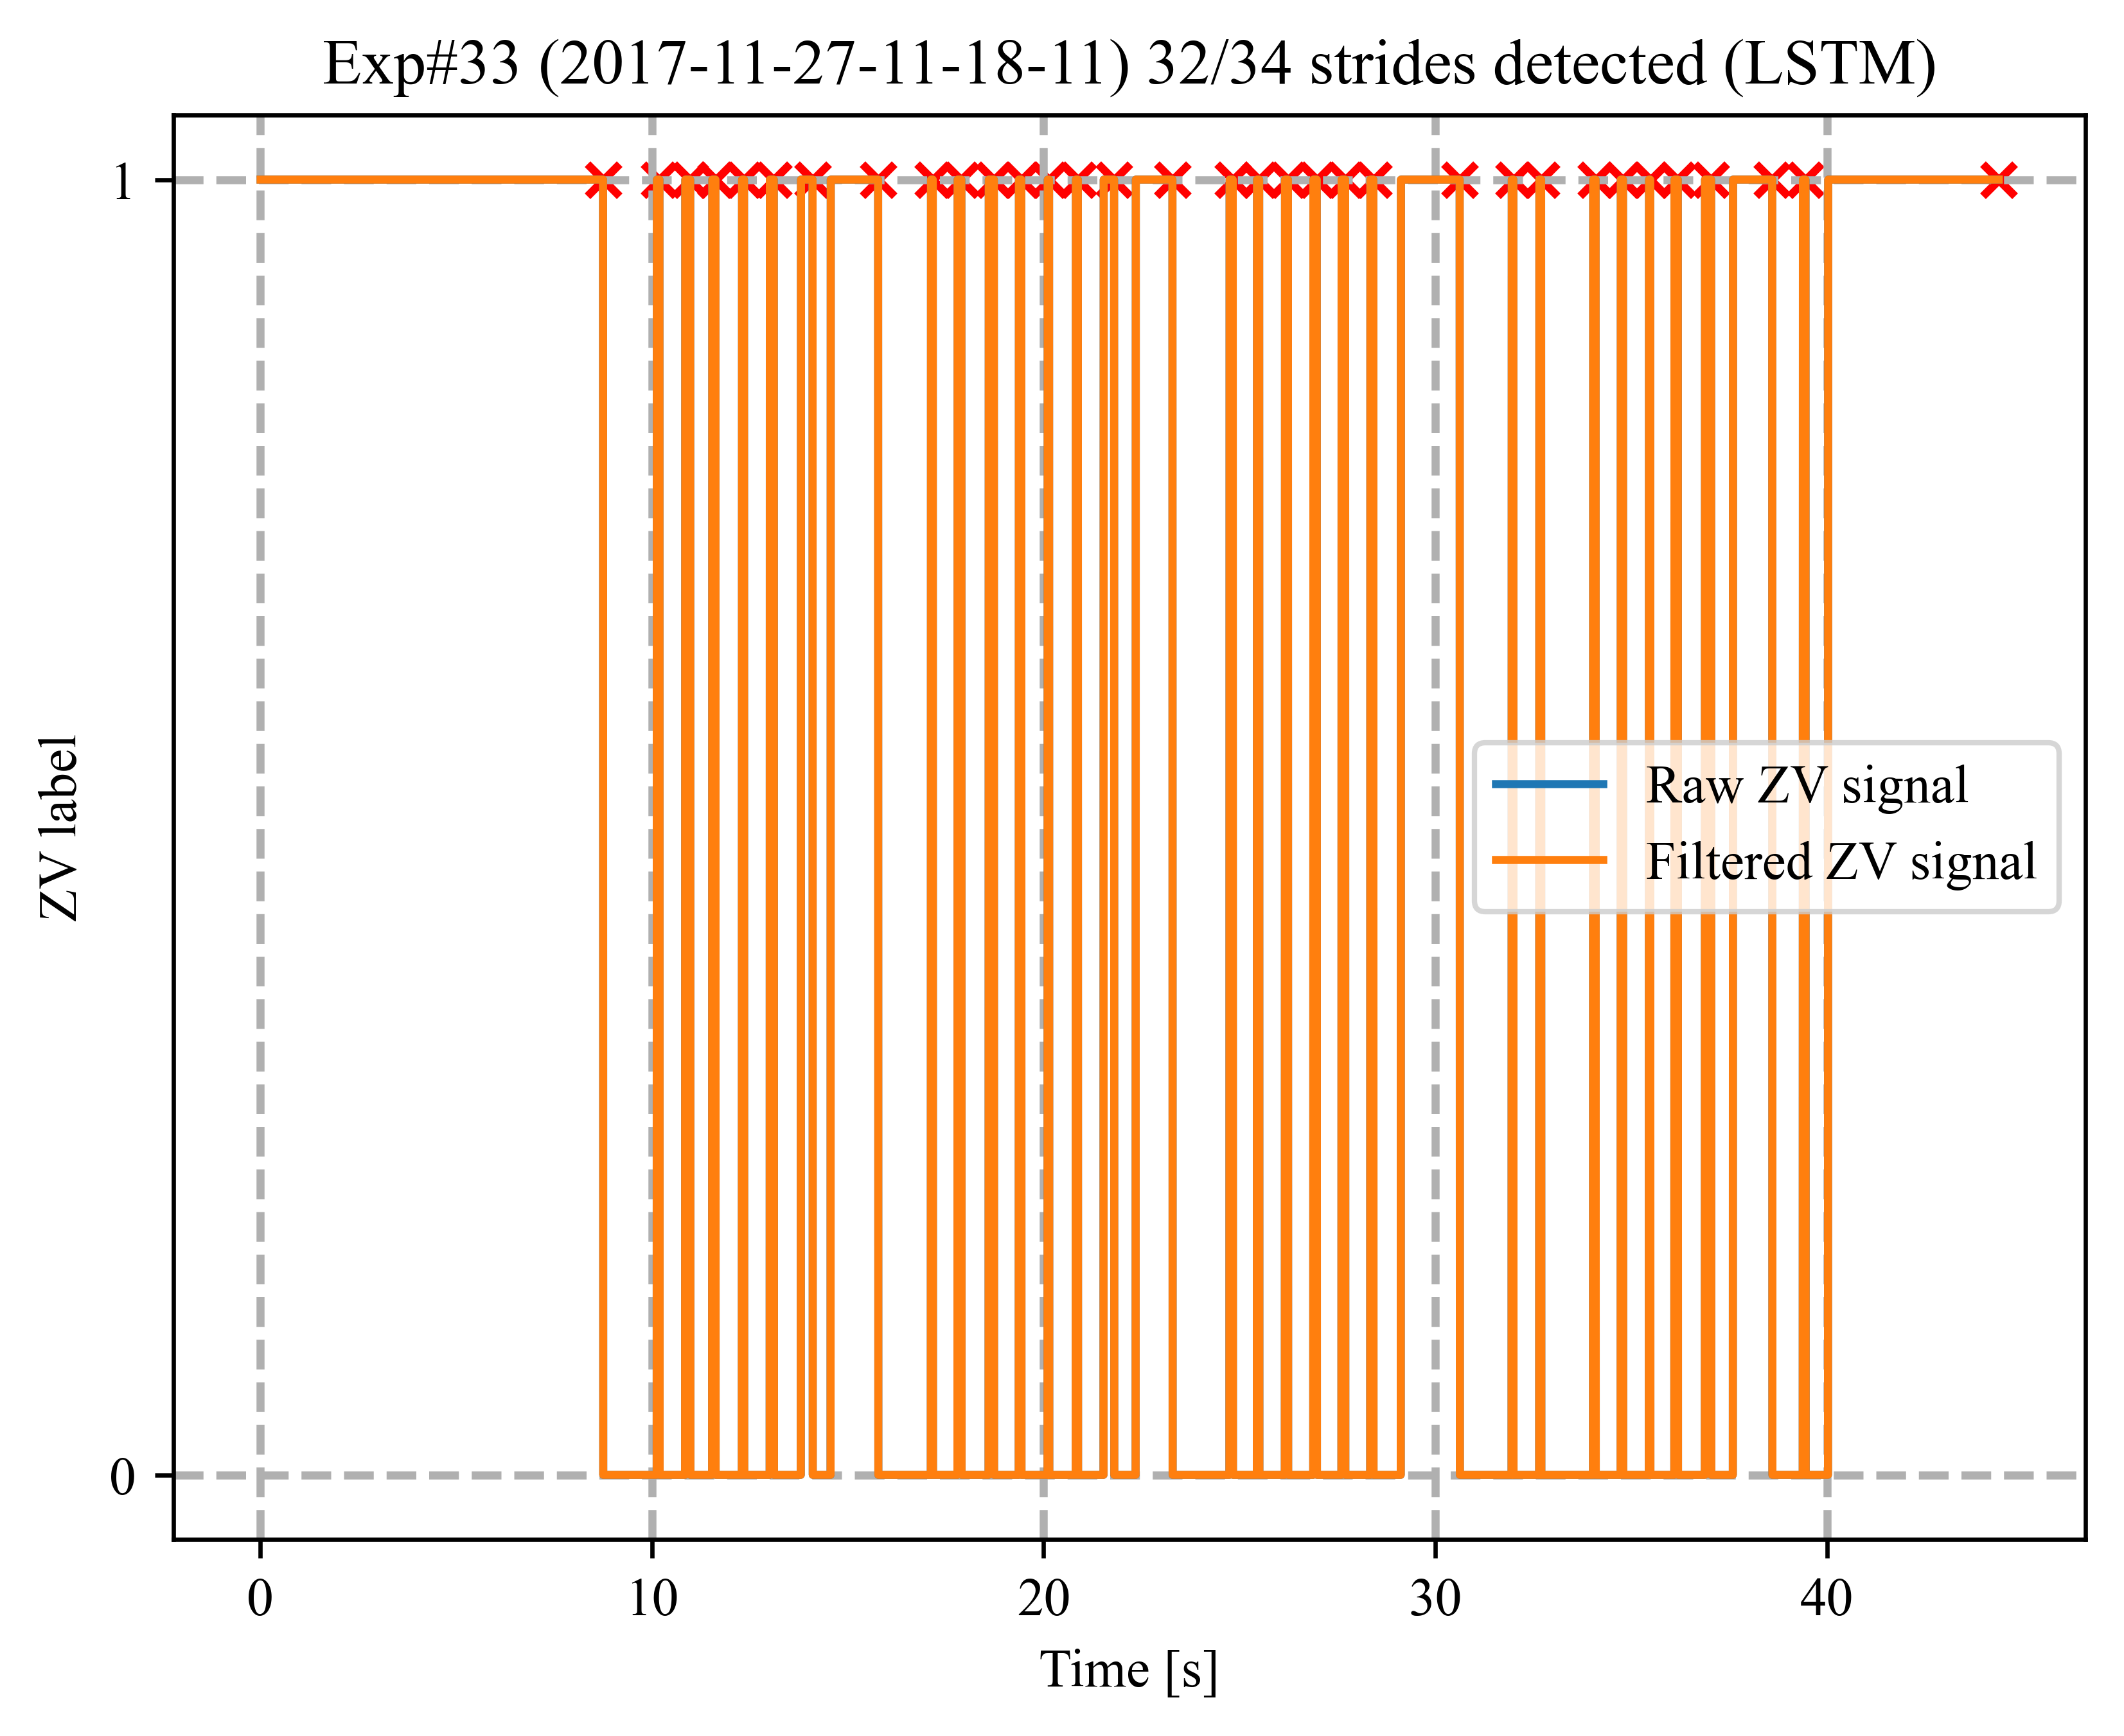 Exp#33 (2017-11-27-11-18-11) 32/34 strides detected (LSTM)
1
ZV label
Raw ZV signal
Filtered ZV signal
0
0 10 20 30 40
Time [s]